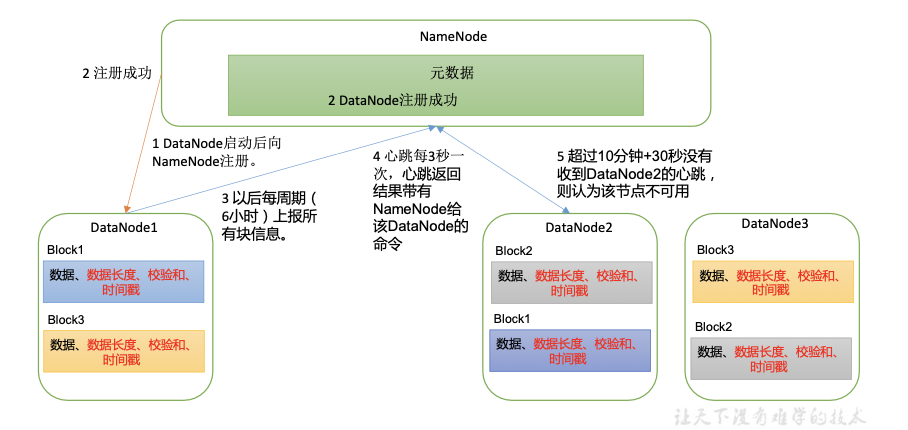 NameNode
元数据
2 DataNode注册成功
2 注册成功
1 DataNode启动后向
NameNode注册。
3 以后每周期（
6小时）上报所
有块信息。
4 心跳每3秒一
次，心跳返回
结果带有
NameNode给
该DataNode的
命令
5 超过10分钟+30秒没有
收到DataNode2的心跳，
则认为该节点不可用
DataNode1
Block1
数据、数据长度、校验和、
时间戳
Block3
数据、数据长度、校验和、
时间戳
DataNode2
Block2
数据、数据长度、校验和、
时间戳
Block1
数据、数据长度、校验和、
时间戳
DataNode3
Block3
数据、数据长度、校验和、
时间戳
Block2
数据、数据长度、校验和、
时间戳
让天下没有难学的技术